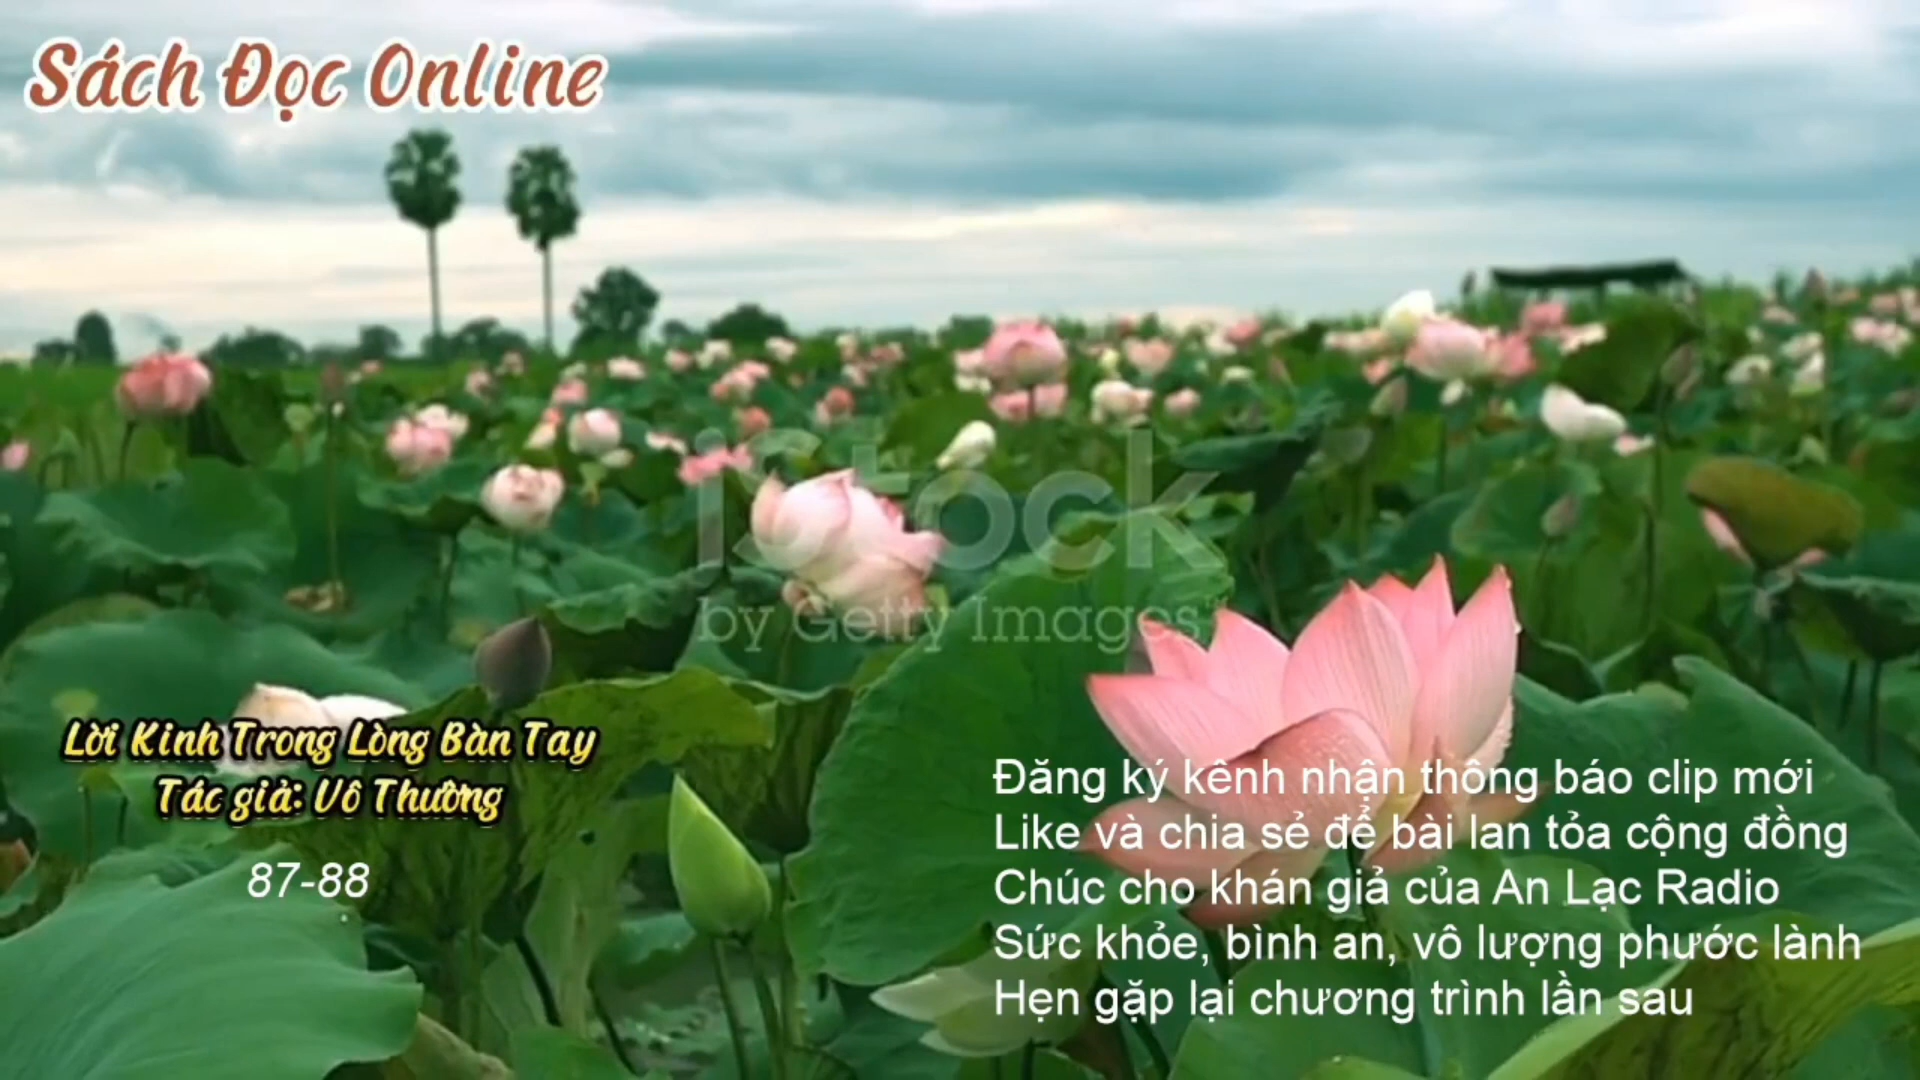 Sách Đọc Online
iStock
by Getty Images™
Lời Kinh Trong Lòng Bàn Tay
Tác giả: Vô Thường
87-88
Đăng ký kênh nhận thông báo clip mới
Like và chia sẻ để bài lan tỏa cộng đồng
Chúc cho khán giả của An Lạc Radio
Sức khỏe, bình an, vô lượng phước lành
Hẹn gặp lại chương trình lần sau